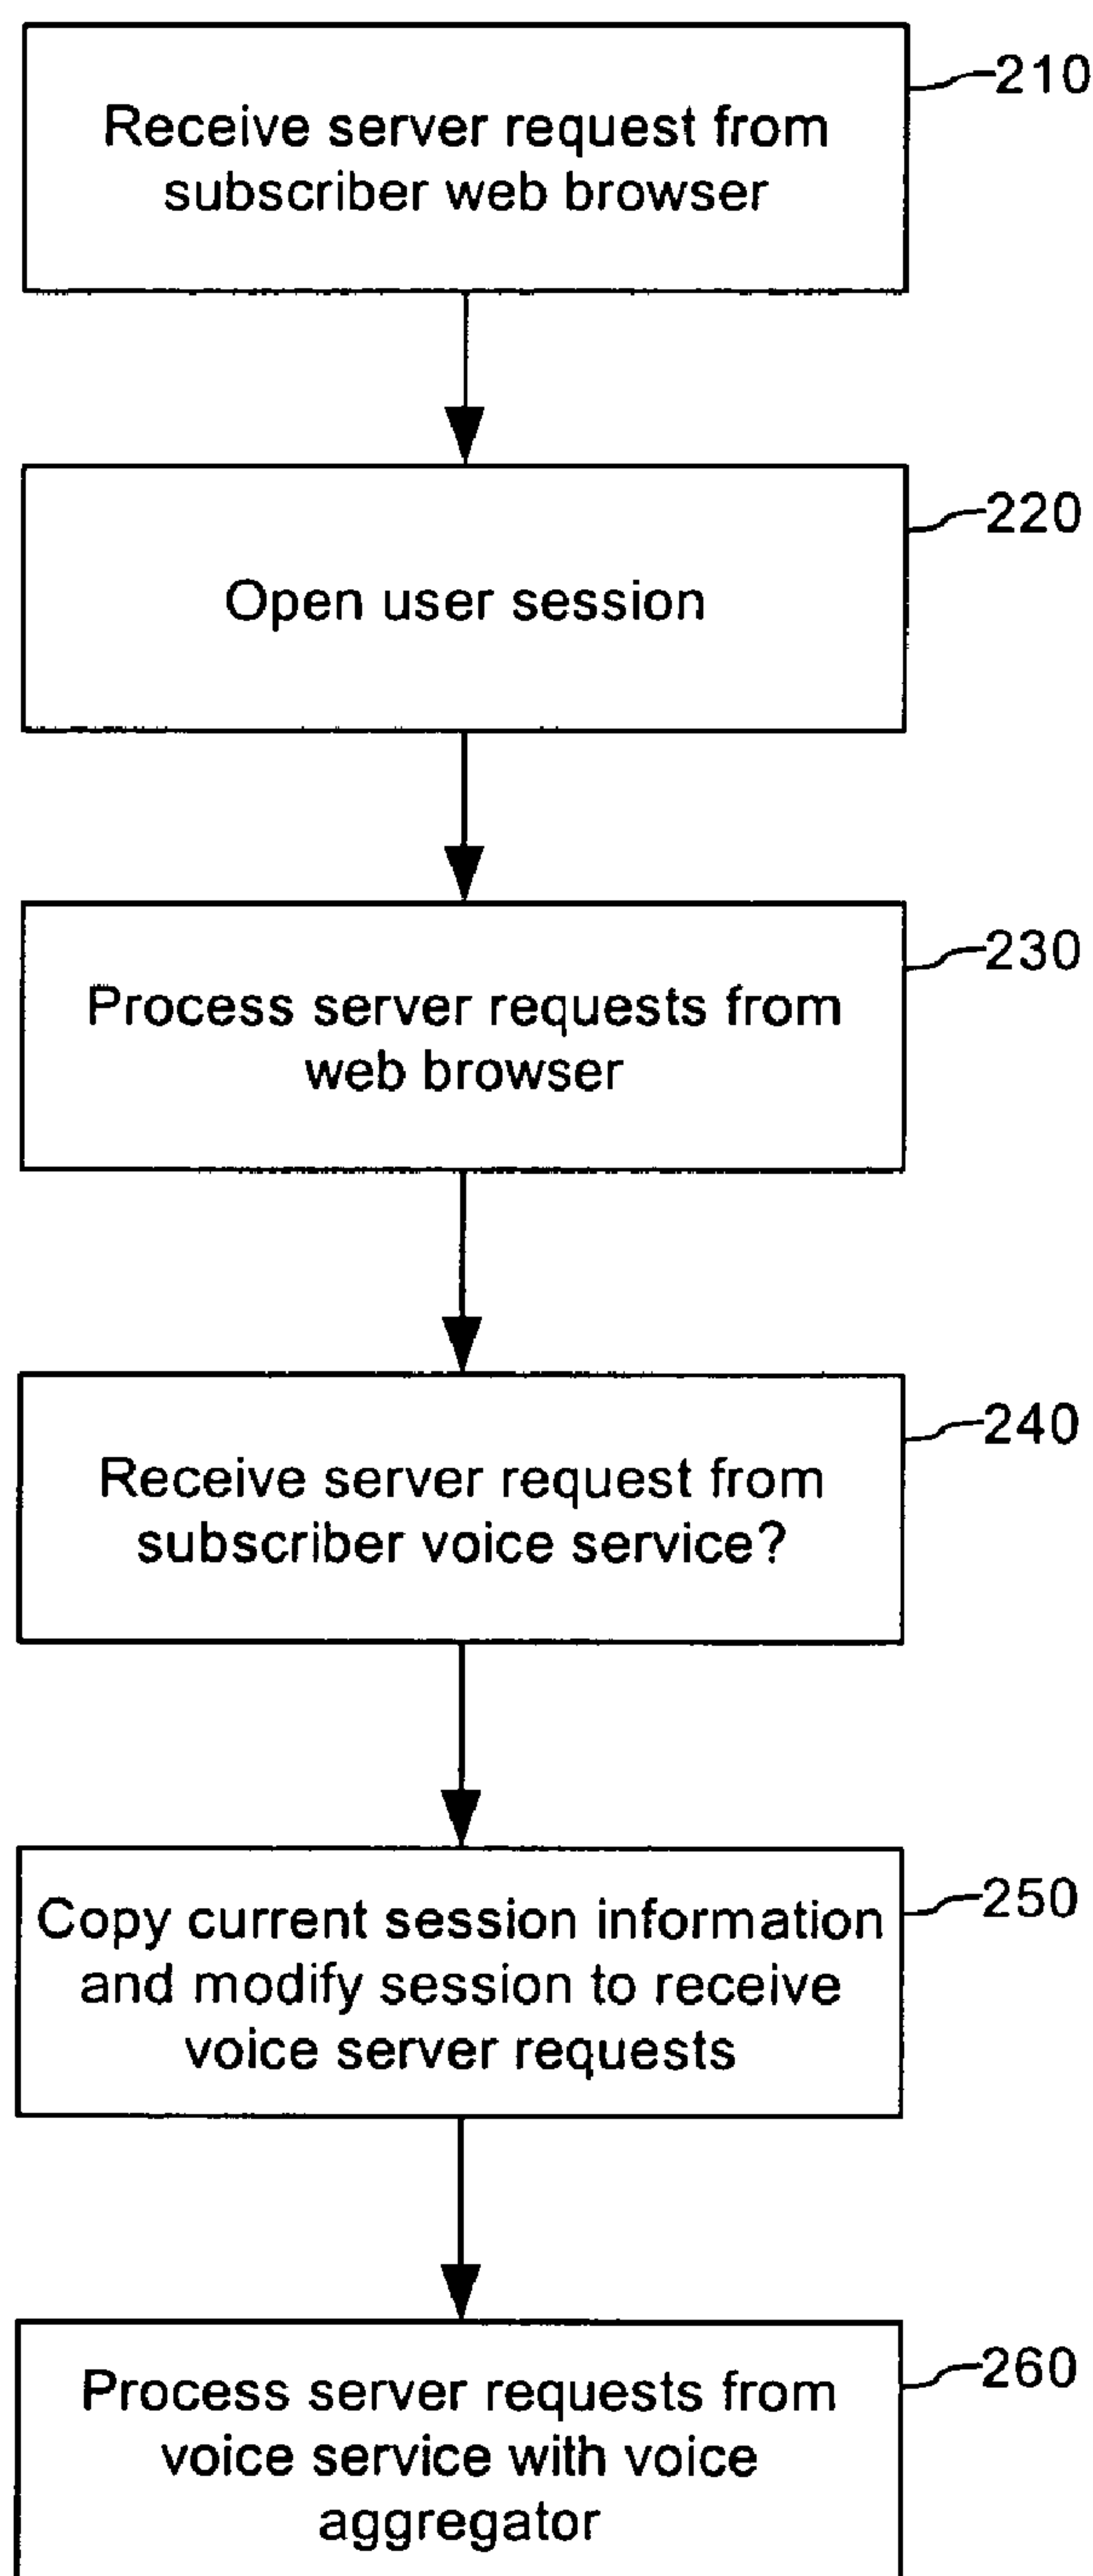 210
Receive server request from
subscriber web browser
220
Open user session
230
Process server requests from
web browser
240
Receive server request from
subscriber voice service?
250
Copy current session information
and modify session to receive
voice server requests
260
Process server requests from
voice service with voice
aggregator